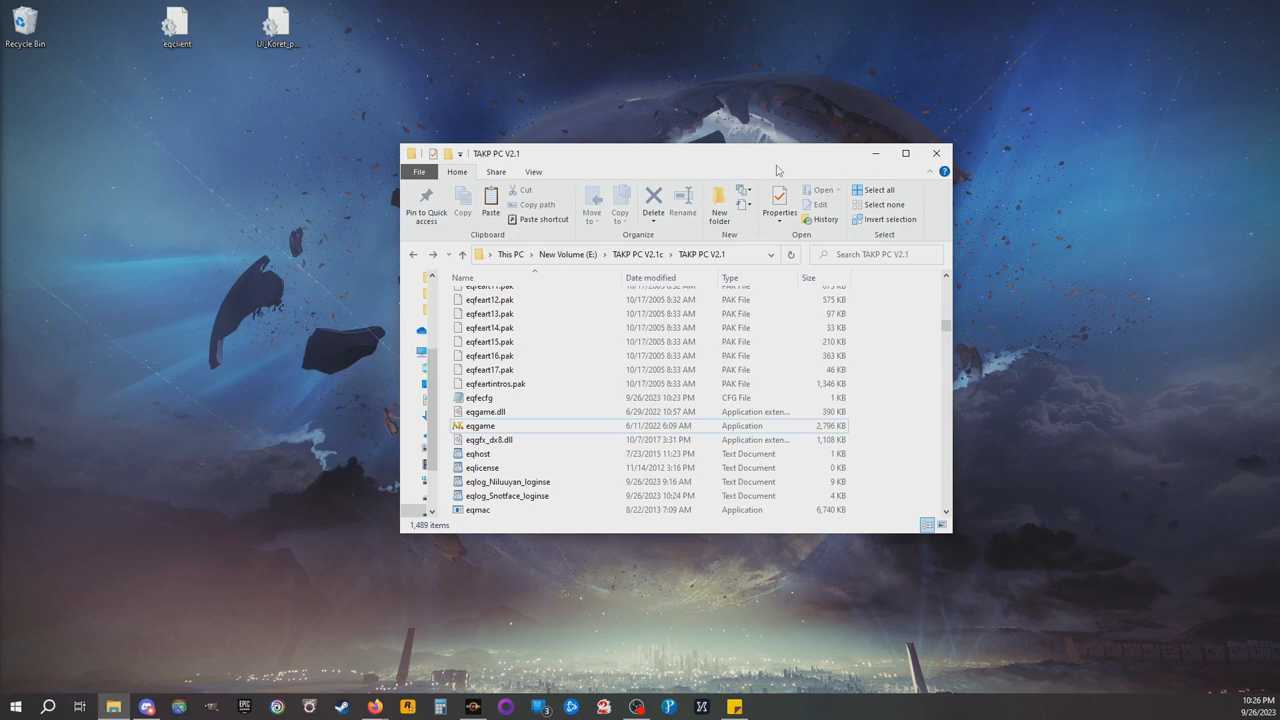 Recycle Bin
eqclient
UI_Koret_p...
TAKP PC V2.1
File
Home
Share
View
Pin to Quick access
Copy
Paste
Cut
Copy path
Paste shortcut
Clipboard
Move to
Copy to
Delete
Rename
Organize
New folder
New
Properties
Open
Edit
History
Open
Select all
Select none
Invert selection
Select
This PC
New Volume (E:)
TAKP PC V2.1c
TAKP PC V2.1
Search TAKP PC V2.1
Name Date modified Type Size
eqfeart11.pak 10/17/2005 8:32 AM PAK File 615 KB
eqfeart12.pak 10/17/2005 8:32 AM PAK File 575 KB
eqfeart13.pak 10/17/2005 8:33 AM PAK File 97 KB
eqfeart14.pak 10/17/2005 8:33 AM PAK File 33 KB
eqfeart15.pak 10/17/2005 8:33 AM PAK File 210 KB
eqfeart16.pak 10/17/2005 8:33 AM PAK File 363 KB
eqfeart17.pak 10/17/2005 8:33 AM PAK File 46 KB
eqfeartintros.pak 10/17/2005 8:33 AM PAK File 1,346 KB
eqfecfg 9/26/2023 10:23 PM CFG File 1 KB
eqgame.dll 6/29/2022 10:57 AM Application exten... 390 KB
eqgame 6/11/2022 6:09 AM Application 2,796 KB
eqgfx_dx8.dll 10/7/2017 3:31 PM Application exten... 1,108 KB
eqhost 7/23/2015 11:23 PM Text Document 1 KB
eqlicense 11/14/2012 3:16 PM Text Document 0 KB
eqlog_Niluuyan_loginse 9/26/2023 9:16 AM Text Document 9 KB
eqlog_Snotface_loginse 9/26/2023 10:24 PM Text Document 4 KB
eqmac 8/22/2013 7:09 AM Application 6,740 KB
1,489 items
EPIC
3
10:26 PM
9/26/2023